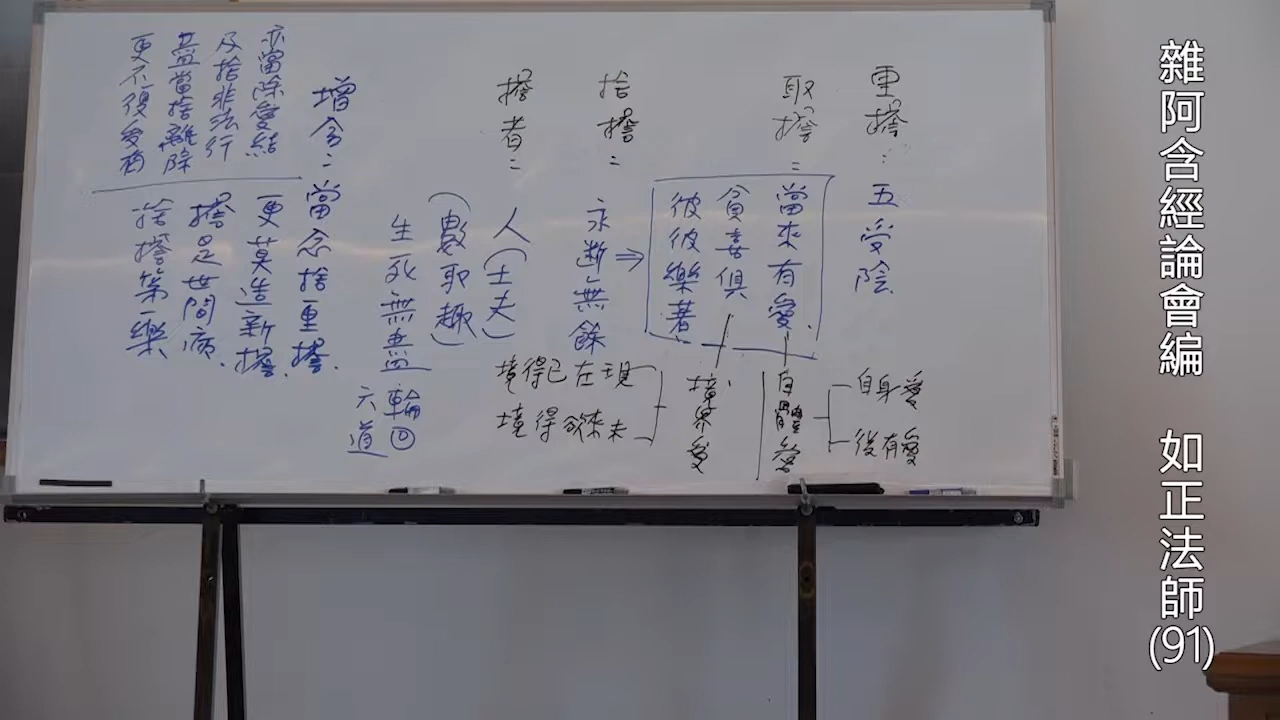 雜阿含經論會編 如正法師
(91)
重擔: 五受陰
取擔:
當來有愛
貪喜俱
彼彼樂著
自體愛
自身愛
後有愛
境界愛
現在已得境
未來欲得境
捨擔: 永斷無餘 ⇒
擔者: 人(士夫)
(數取趣)
生死無盡
輪回
六道
增含: 當念捨重擔.
更莫造新擔.
擔是世間病.
捨擔第一樂
亦當除愛結
及捨非法行
盡當捨離除
更不復受有